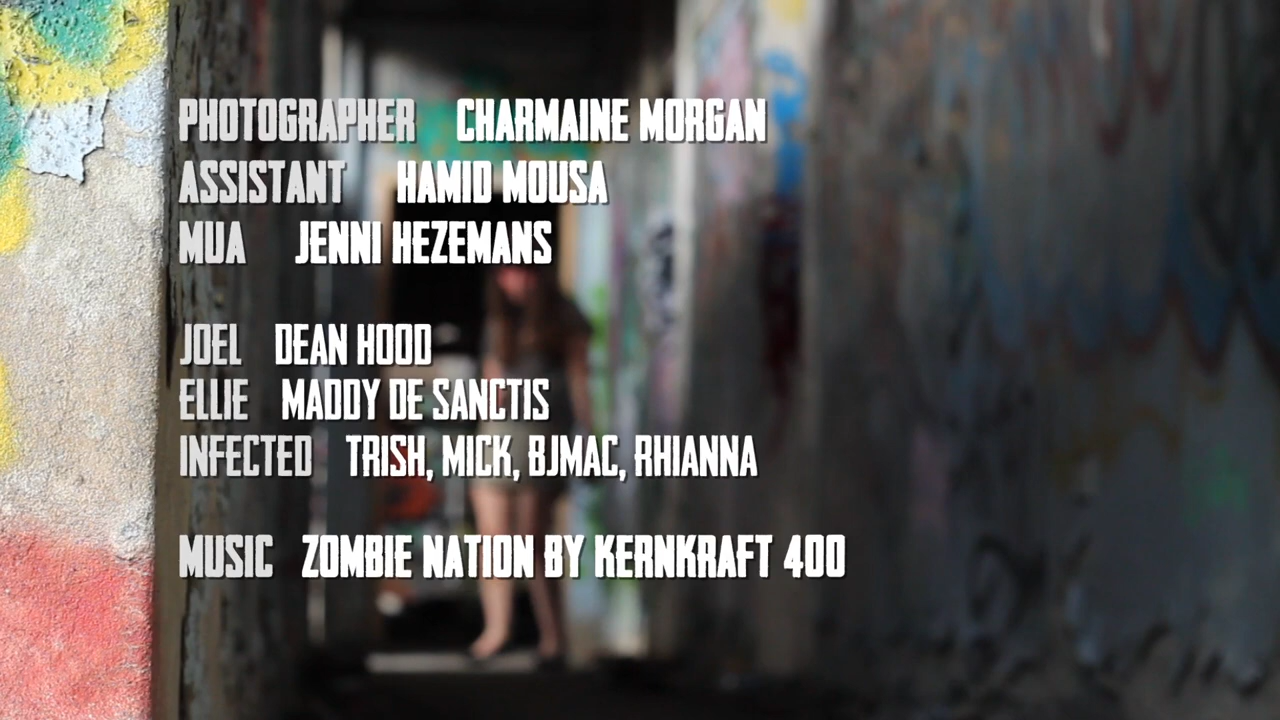 PHOTOGRAPHER CHARMAINE MORGAN
ASSISTANT HAMID MOUSA
MUA JENNI HEZEMANS
JOEL DEAN HOOD
ELLIE MADDY DE SANCTIS
INFECTED TRISH, MICK, BJMAC, RHIANNA
MUSIC ZOMBIE NATION BY KERNKRAFT 400